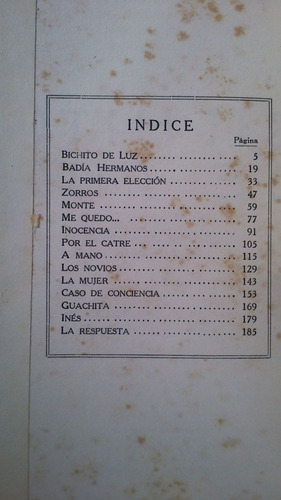 INDICE
Página
BICHITO DE LUZ........ ........ .... 5
BADÍA HERMANOS.. ........ ...... 19
LA PRIMERA ELECCIÓN........ .... 33
ZORROS ........ ........ ........ .... 47
MONTE ........ ........ ........ .... 59
ME QUEDO... ........ ........ .... 77
INOCENCIA ........ ........ ........ 91
POR EL CATRE... .... .. ........ 105
A MANO ........ ........ ........ .. 115
LOS NOVIOS ........ ........ ...... 129
LA MUJER ........ ........ ........ 143
CASO DE CONCIENCIA ........ .... 153
GUACHITA ........ ........ ........ 169
INÉS ........ ........ ........ ...... 179
LA RESPUESTA ........ ........ .... 185